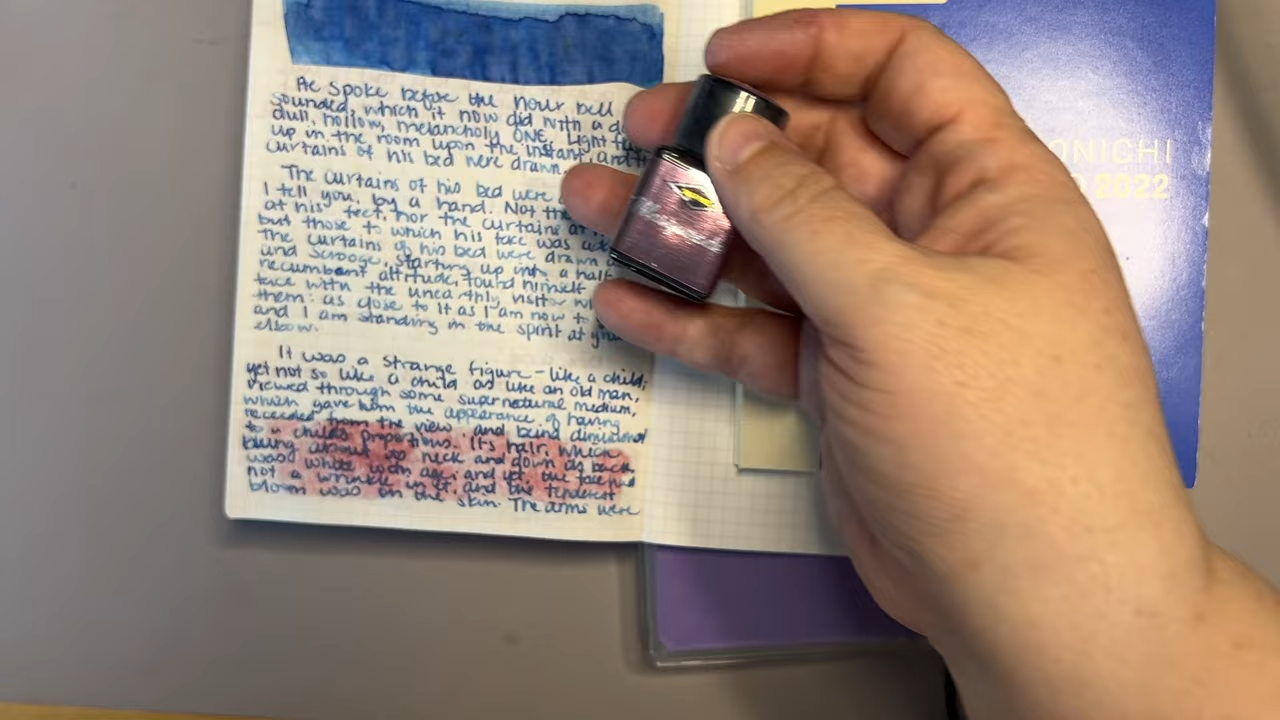 He spoke before the hour bell
sounded, which it now did with a
dull, hollow, melancholy ONE. Light
up in the room upon the instant, and
curtains of his bed were drawn.
The curtains of his bed were
I tell you, by a hand. Not the
at his feet, nor the curtains at
but those to which his face was
The curtains of his bed were drawn
and Scrooge, starting up into a half
recumbent attitude, found himself
face with the unearthly visitor
them: as close to it as I am now to
and I am standing in the spirit at
elbow.
It was a strange figure - like a child;
yet not so like a child as like an old man,
viewed through some supernatural medium,
which gave him the appearance of having
receded from the view, and being diminished
to a child's proportions. Its hair, which
hung about its neck and down its back
was white with age; and yet the face had
not a wrinkle in it, and the tenderest
bloom was on the skin. The arms were
ONICHI
2022